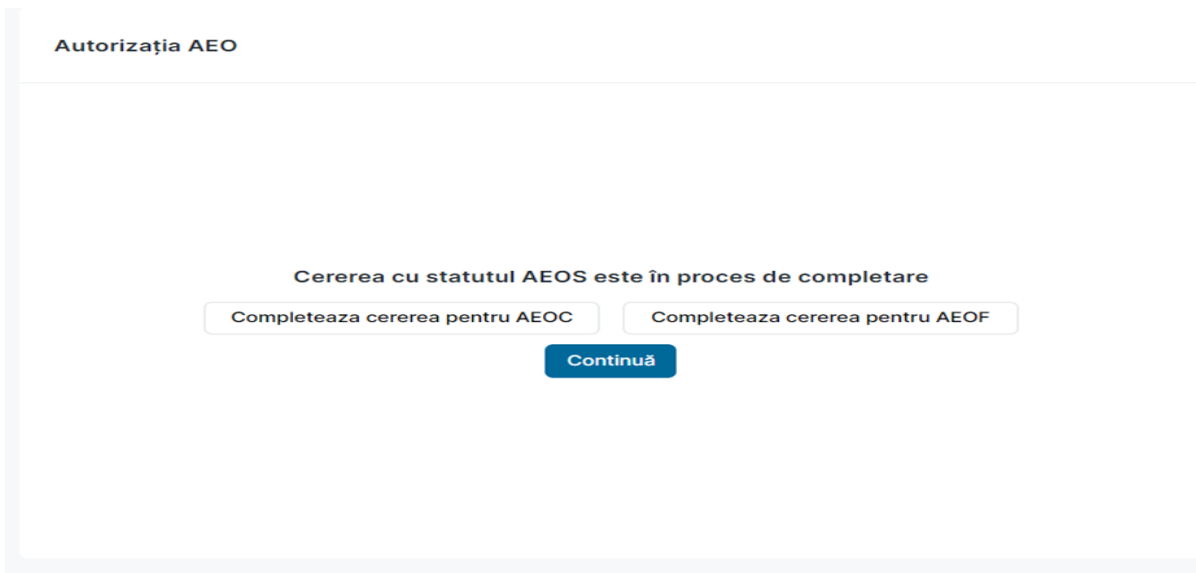 Autorizația AEO
Cererea cu statutul AEOS este în proces de completare
Completeaza cererea pentru AEOC
Completeaza cererea pentru AEOF
Continuă